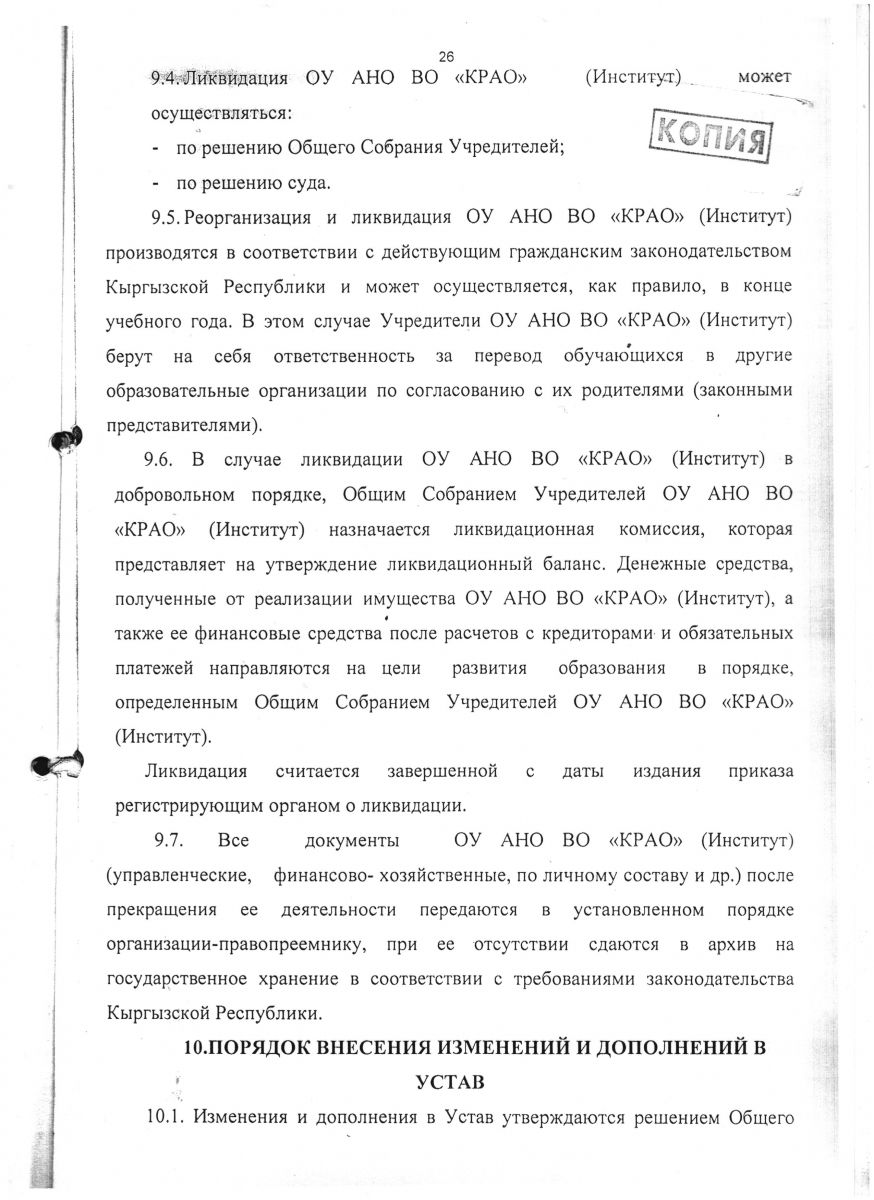 26
9.4. Ликвидация ОУ АНО ВО «КРАО» (Институт) может
осуществляться:
КОПИЯ
- по решению Общего Собрания Учредителей;
- по решению суда.
9.5. Реорганизация и ликвидация ОУ АНО ВО «КРАО» (Институт)
производятся в соответствии с действующим гражданским законодательством
Кыргызской Республики и может осуществляется, как правило, в конце
учебного года. В этом случае Учредители ОУ АНО ВО «КРАО» (Институт)
берут на себя ответственность за перевод обучающихся в другие
образовательные организации по согласованию с их родителями (законными
представителями).
9.6. В случае ликвидации ОУ АНО ВО «КРАО» (Институт) в
добровольном порядке, Общим Собранием Учредителей ОУ АНО ВО
«КРАО» (Институт) назначается ликвидационная комиссия, которая
представляет на утверждение ликвидационный баланс. Денежные средства,
полученные от реализации имущества ОУ АНО ВО «КРАО» (Институт), а
также ее финансовые средства после расчетов с кредиторами и обязательных
платежей направляются на цели развития образования в порядке,
определенным Общим Собранием Учредителей ОУ АНО ВО «КРАО»
(Институт).
Ликвидация считается завершенной с даты издания приказа
регистрирующим органом о ликвидации.
9.7. Все документы ОУ АНО ВО «КРАО» (Институт)
(управленческие, финансово- хозяйственные, по личному составу и др.) после
прекращения ее деятельности передаются в установленном порядке
организации-правопреемнику, при ее отсутствии сдаются в архив на
государственное хранение в соответствии с требованиями законодательства
Кыргызской Республики.
10.ПОРЯДОК ВНЕСЕНИЯ ИЗМЕНЕНИЙ И ДОПОЛНЕНИЙ В
УСТАВ
10.1. Изменения и дополнения в Устав утверждаются решением Общего